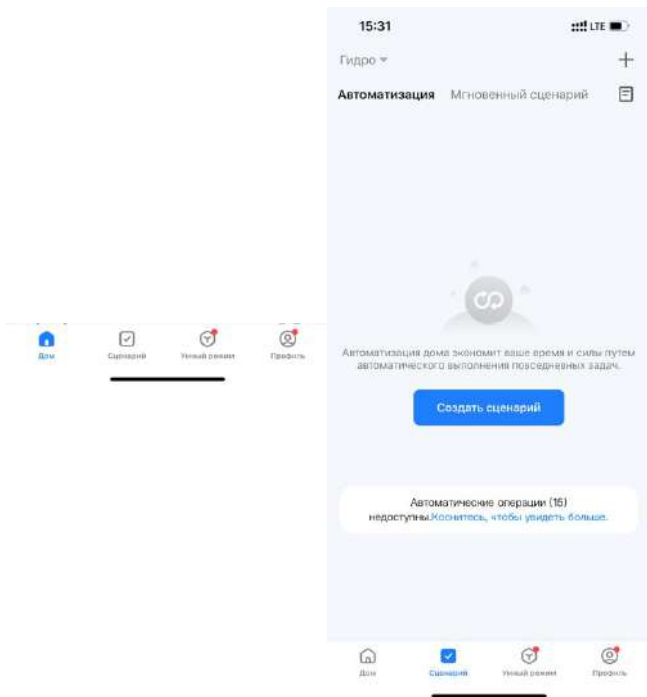 Дом Сценарий Умный режим Профиль
15:31 LTE
Гидро
Автоматизация Мгновенный сценарий
Автоматизация дома экономит ваше время и силы путем
автоматического выполнения повседневных задач.
Создать сценарий
Автоматические операции (15)
недоступны.Коснитесь, чтобы увидеть больше.
Дом Сценарий Умный режим Профиль